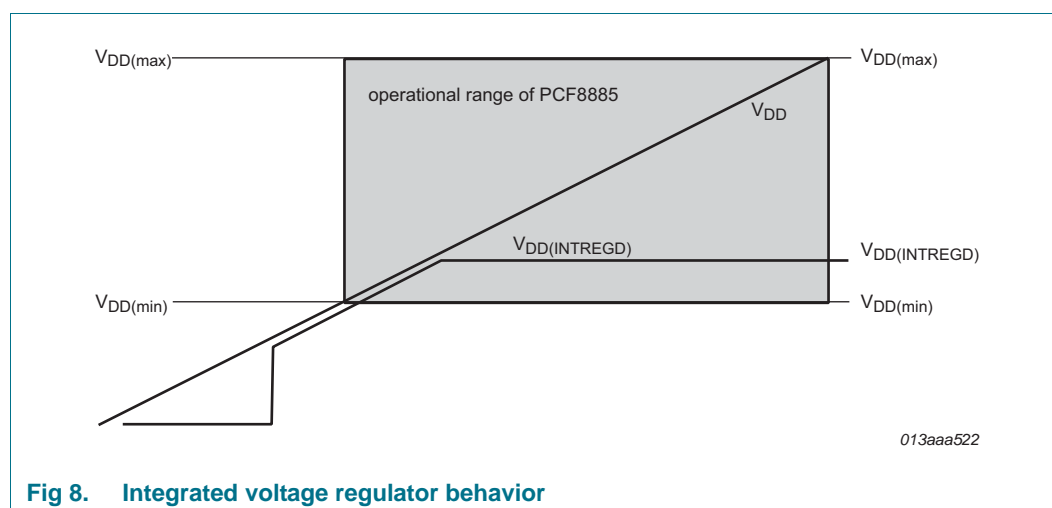 VDD(max)
VDD(max)
operational range of PCF8885
VDD
VDD(INTREGD)
VDD(INTREGD)
VDD(min)
VDD(min)
013aaa522
Fig 8. Integrated voltage regulator behavior